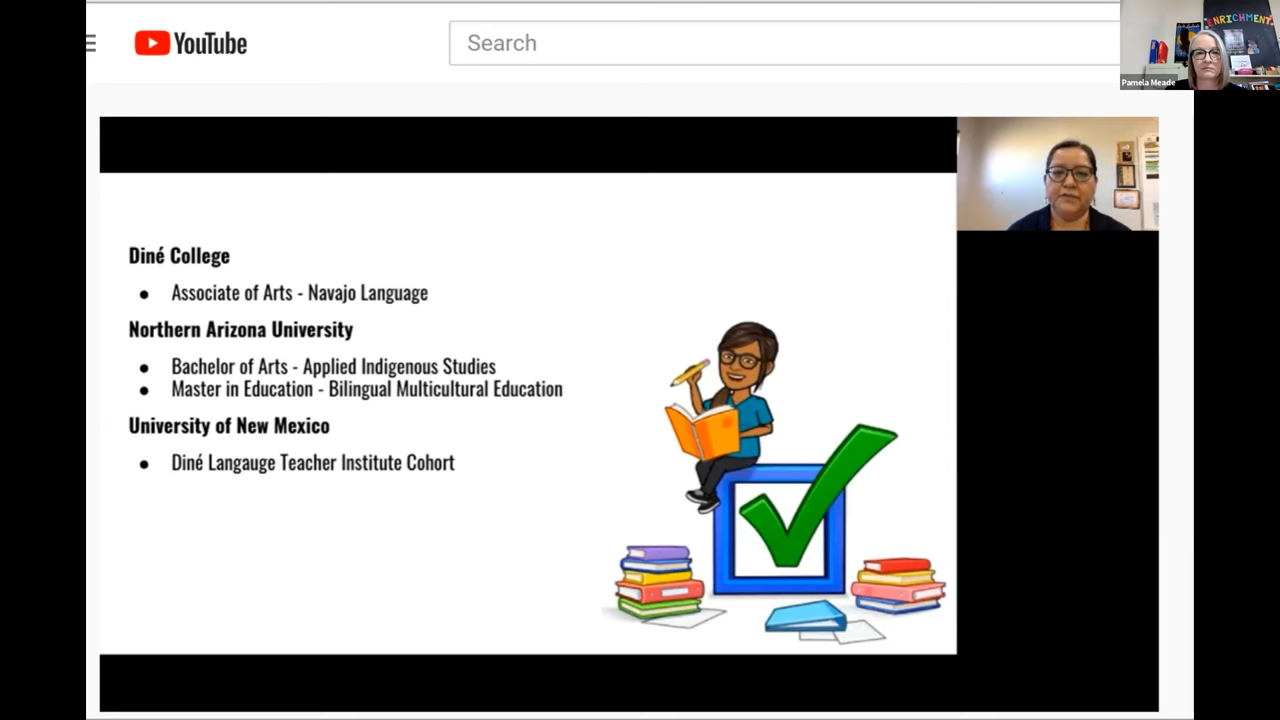 YouTube
Search
ENRICHMENT
Pamela Meade
Diné College
● Associate of Arts - Navajo Language
Northern Arizona University
● Bachelor of Arts - Applied Indigenous Studies
● Master in Education - Bilingual Multicultural Education
University of New Mexico
● Diné Langauge Teacher Institute Cohort